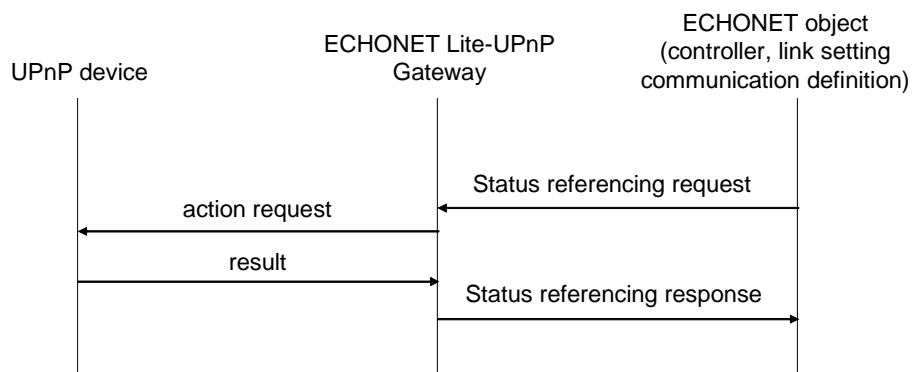 UPnP device
ECHONET Lite-UPnP
Gateway
ECHONET object
(controller, link setting
communication definition)
Status referencing request
action request
result
Status referencing response